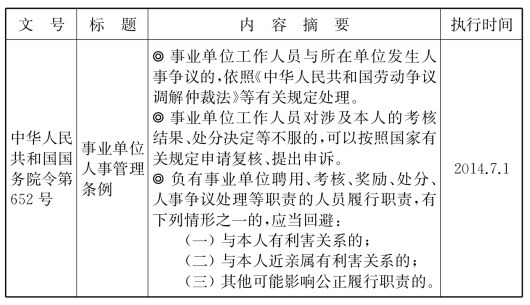 文 号 标 题 内 容 摘 要 执行时间
中华人民
共和国国
务院令第
652号
事业单位
人事管理
条例
◎ 事业单位工作人员与所在单位发生人
事争议的,依照《中华人民共和国劳动争议
调解仲裁法》等有关规定处理。
◎ 事业单位工作人员对涉及本人的考核
结果、处分决定等不服的,可以按照国家有
关规定申请复核、提出申诉。
◎ 负有事业单位聘用、考核、奖励、处分、
人事争议处理等职责的人员履行职责,有
下列情形之一的,应当回避:
(一)与本人有利害关系的;
(二)与本人近亲属有利害关系的;
(三)其他可能影响公正履行职责的。
2014.7.1